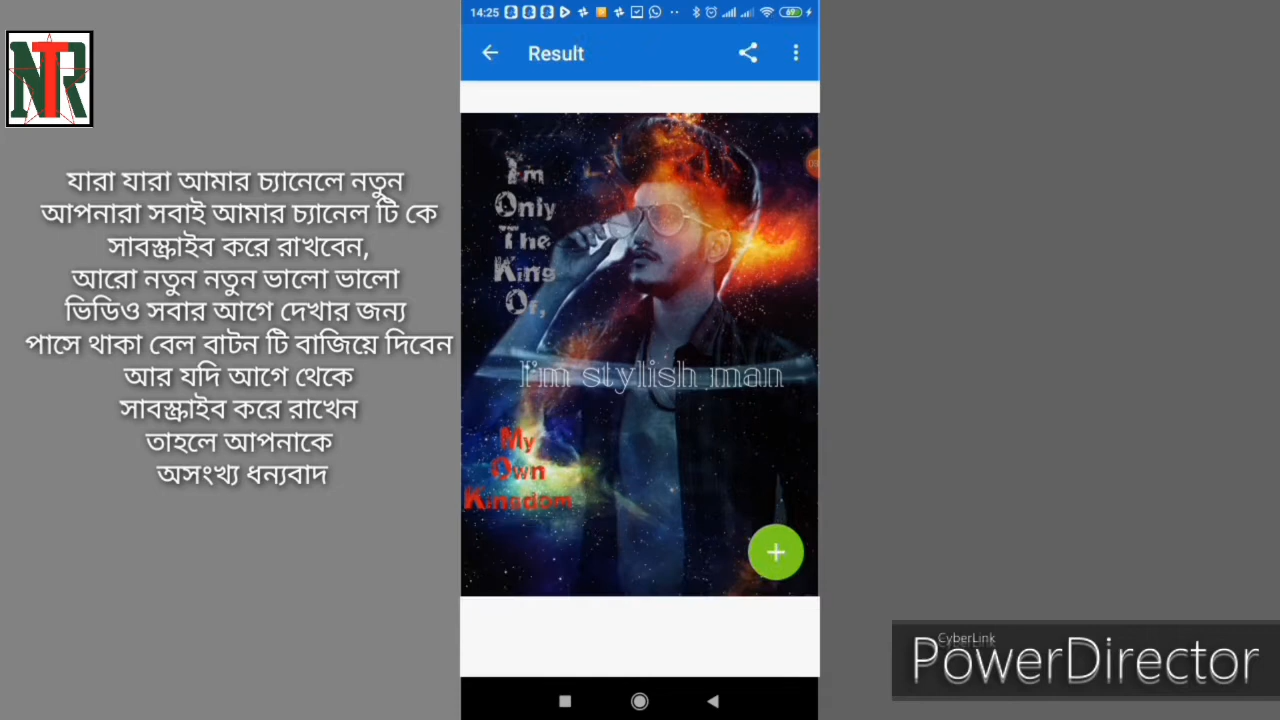 14:25
69
Result
NTR
যারা যারা আমার চ্যানেলে নতুন
আপনারা সবাই আমার চ্যানেল টি কে
সাবস্ক্রাইব করে রাখবেন,
আরো নতুন নতুন ভালো ভালো
ভিডিও সবার আগে দেখার জন্য
পাসে থাকা বেল বাটন টি বাজিয়ে দিবেন
আর যদি আগে থেকে
সাবস্ক্রাইব করে রাখেন
তাহলে আপনাকে
অসংখ্য ধন্যবাদ
I'm
Only
The
King
Of,
I'm stylish man
My
Own
Kingdom
CyberLink
PowerDirector